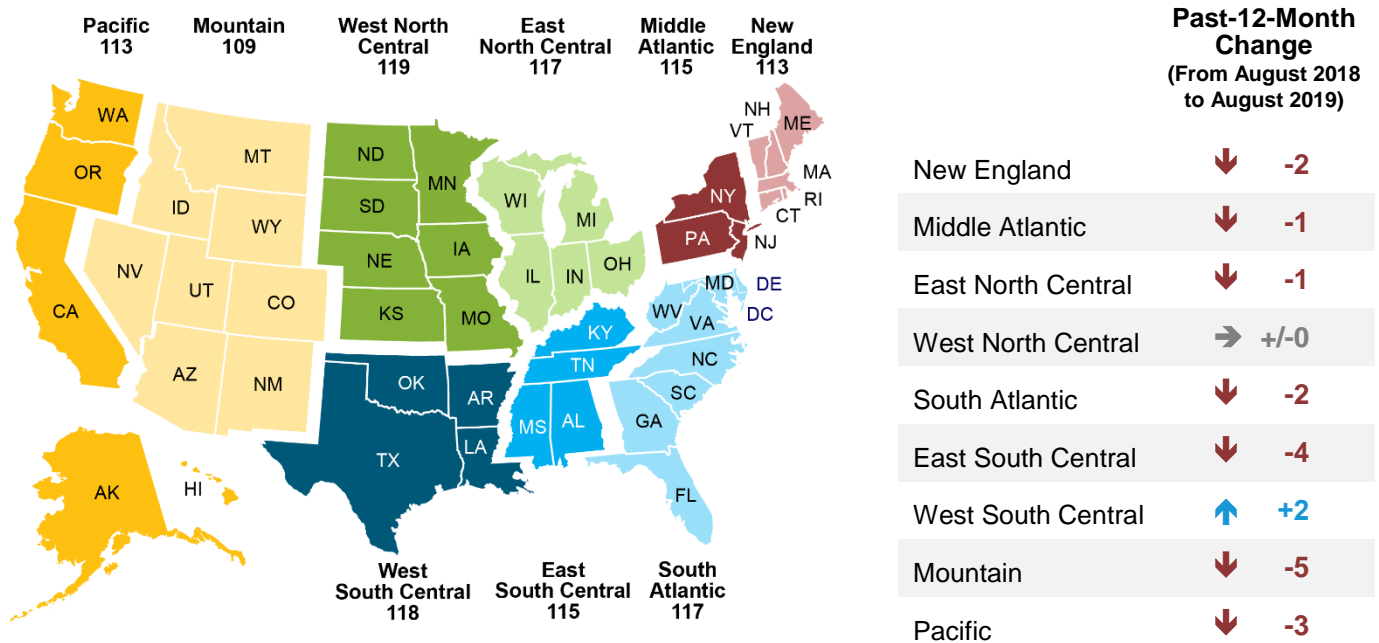 Pacific
113
Mountain
109
West North
Central
119
East
North Central
117
Middle
Atlantic
115
New
England
113
WA
OR
CA
AK
HI
MT
ID
WY
NV
UT
CO
AZ
NM
ND
SD
NE
KS
MN
IA
MO
WI
MI
IL
IN
OH
NY
PA
NJ
NH
VT
ME
MA
RI
CT
MD
DE
DC
WV
VA
NC
SC
GA
FL
KY
TN
MS
AL
OK
AR
TX
LA
West
South Central
118
East
South Central
115
South
Atlantic
117
Past-12-Month
Change
(From August 2018
to August 2019)
New England -2
Middle Atlantic -1
East North Central -1
West North Central +/-0
South Atlantic -2
East South Central -4
West South Central +2
Mountain -5
Pacific -3